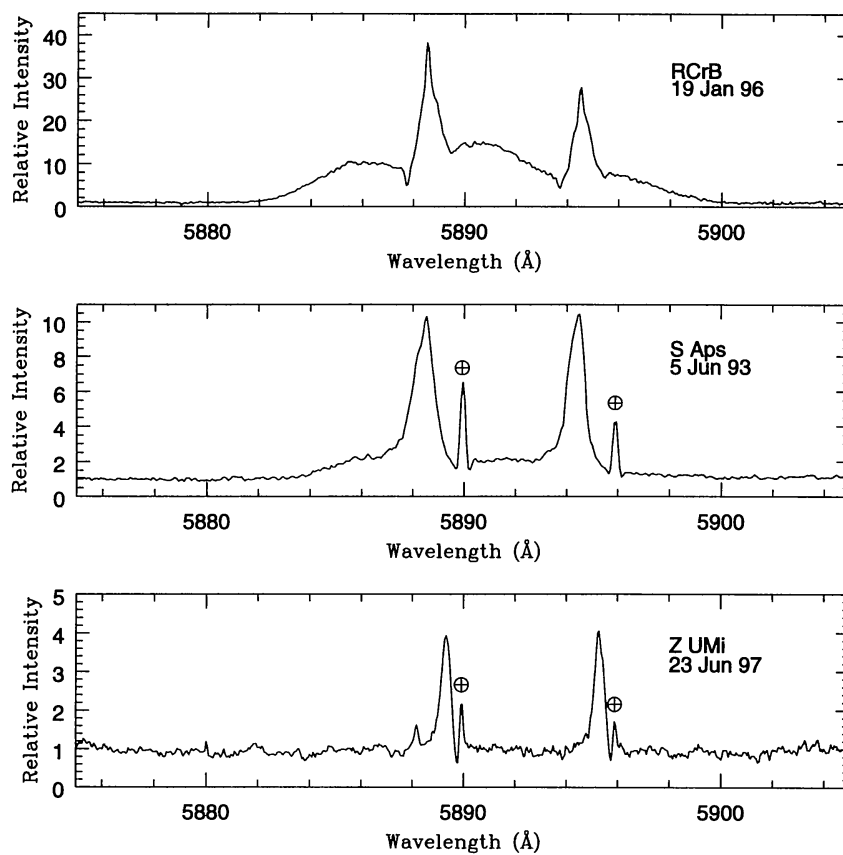 40
30
20
10
0
Relative Intensity
RCrB
19 Jan 96
5880
5890
5900
Wavelength (Å)
10
8
6
4
2
0
Relative Intensity
S Aps
5 Jun 93
5880
5890
5900
Wavelength (Å)
5
4
3
2
1
0
Relative Intensity
Z UMi
23 Jun 97
5880
5890
5900
Wavelength (Å)